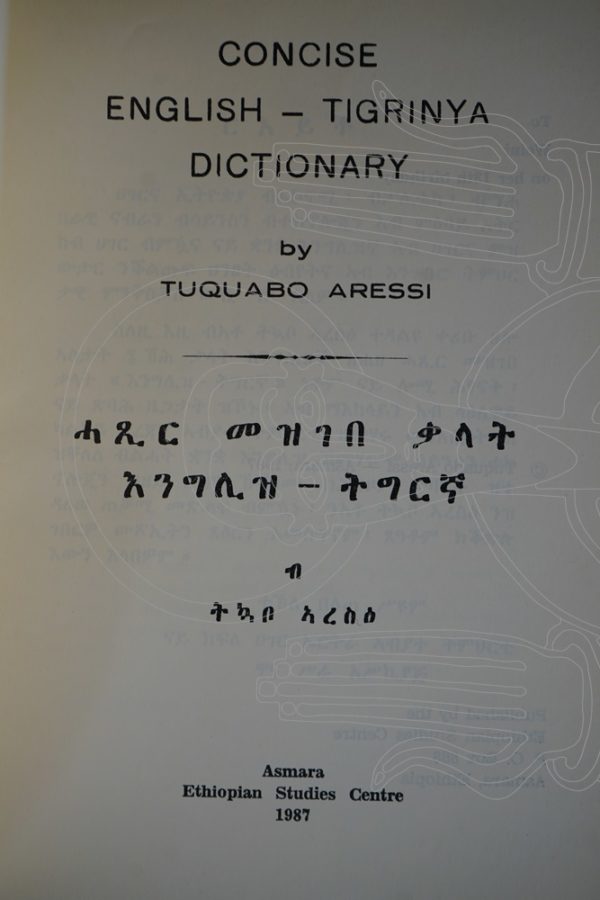 CONCISE
ENGLISH – TIGRINYA
DICTIONARY
by
TUQUABO ARESSI
ሓጺር መዝገበ ቃላት
እንግሊዝ – ትግርኛ
ብ
ትኳቦ ኣረስዕ
Asmara
Ethiopian Studies Centre
1987